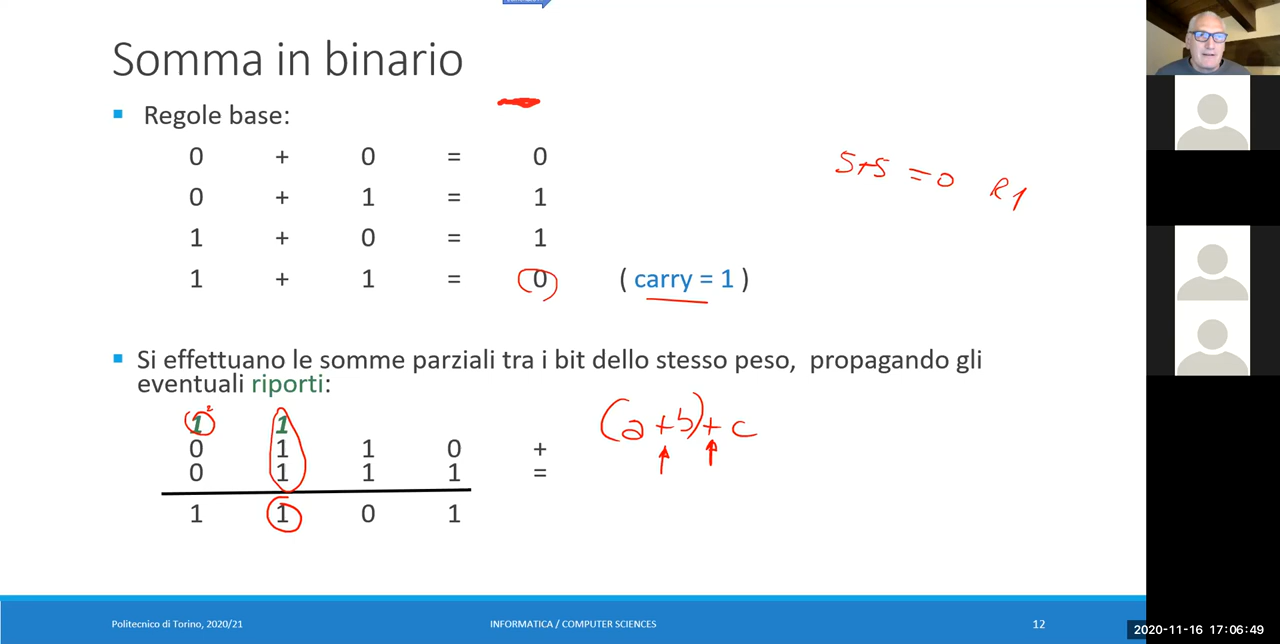 Somma in binario
Regole base:
0 + 0 = 0
0 + 1 = 1
1 + 0 = 1
1 + 1 = 0 ( carry = 1 )
5+5 = 0 R1
Si effettuano le somme parziali tra i bit dello stesso peso, propagando gli
eventuali riporti:
1 1
0 1 1 0 +
0 1 1 1 =
1 1 0 1
(a+b)+c
Politecnico di Torino, 2020/21 INFORMATICA / COMPUTER SCIENCES 12
2020-11-16 17:06:49